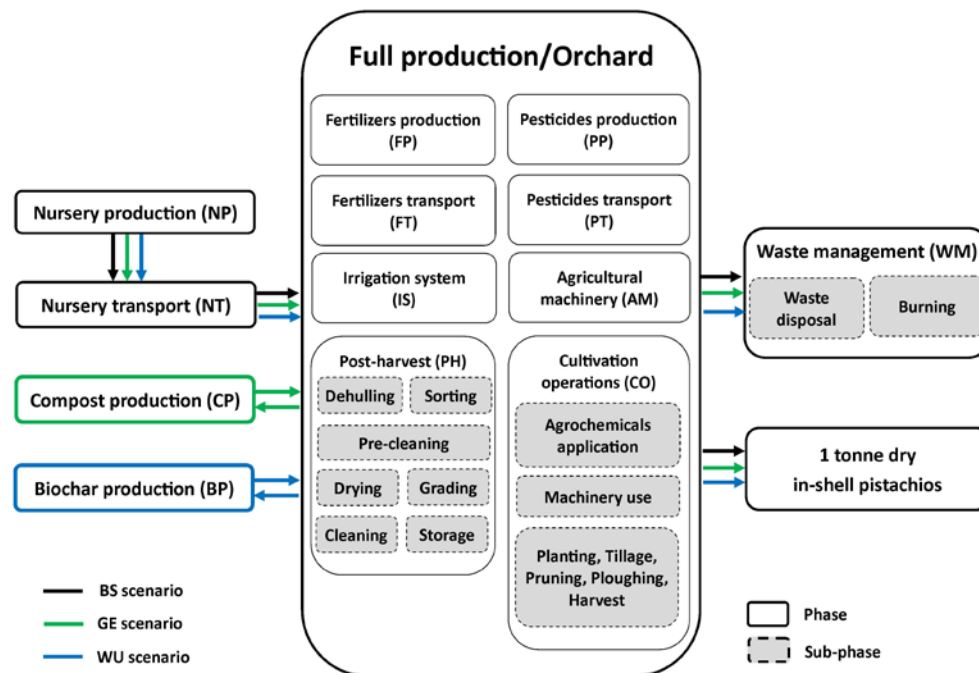 Full production/Orchard
Fertilizers production
(FP)
Pesticides production
(PP)
Fertilizers transport
(FT)
Pesticides transport
(PT)
Irrigation system
(IS)
Agricultural
machinery (AM)
Nursery production (NP)
Nursery transport (NT)
Compost production (CP)
Biochar production (BP)
Post-harvest (PH)
Dehulling
Sorting
Pre-cleaning
Drying
Grading
Cleaning
Storage
Cultivation
operations (CO)
Agrochemicals
application
Machinery use
Planting, Tillage,
Pruning, Ploughing,
Harvest
Waste management (WM)
Waste
disposal
Burning
1 tonne dry
in-shell pistachios
BS scenario
GE scenario
WU scenario
Phase
Sub-phase